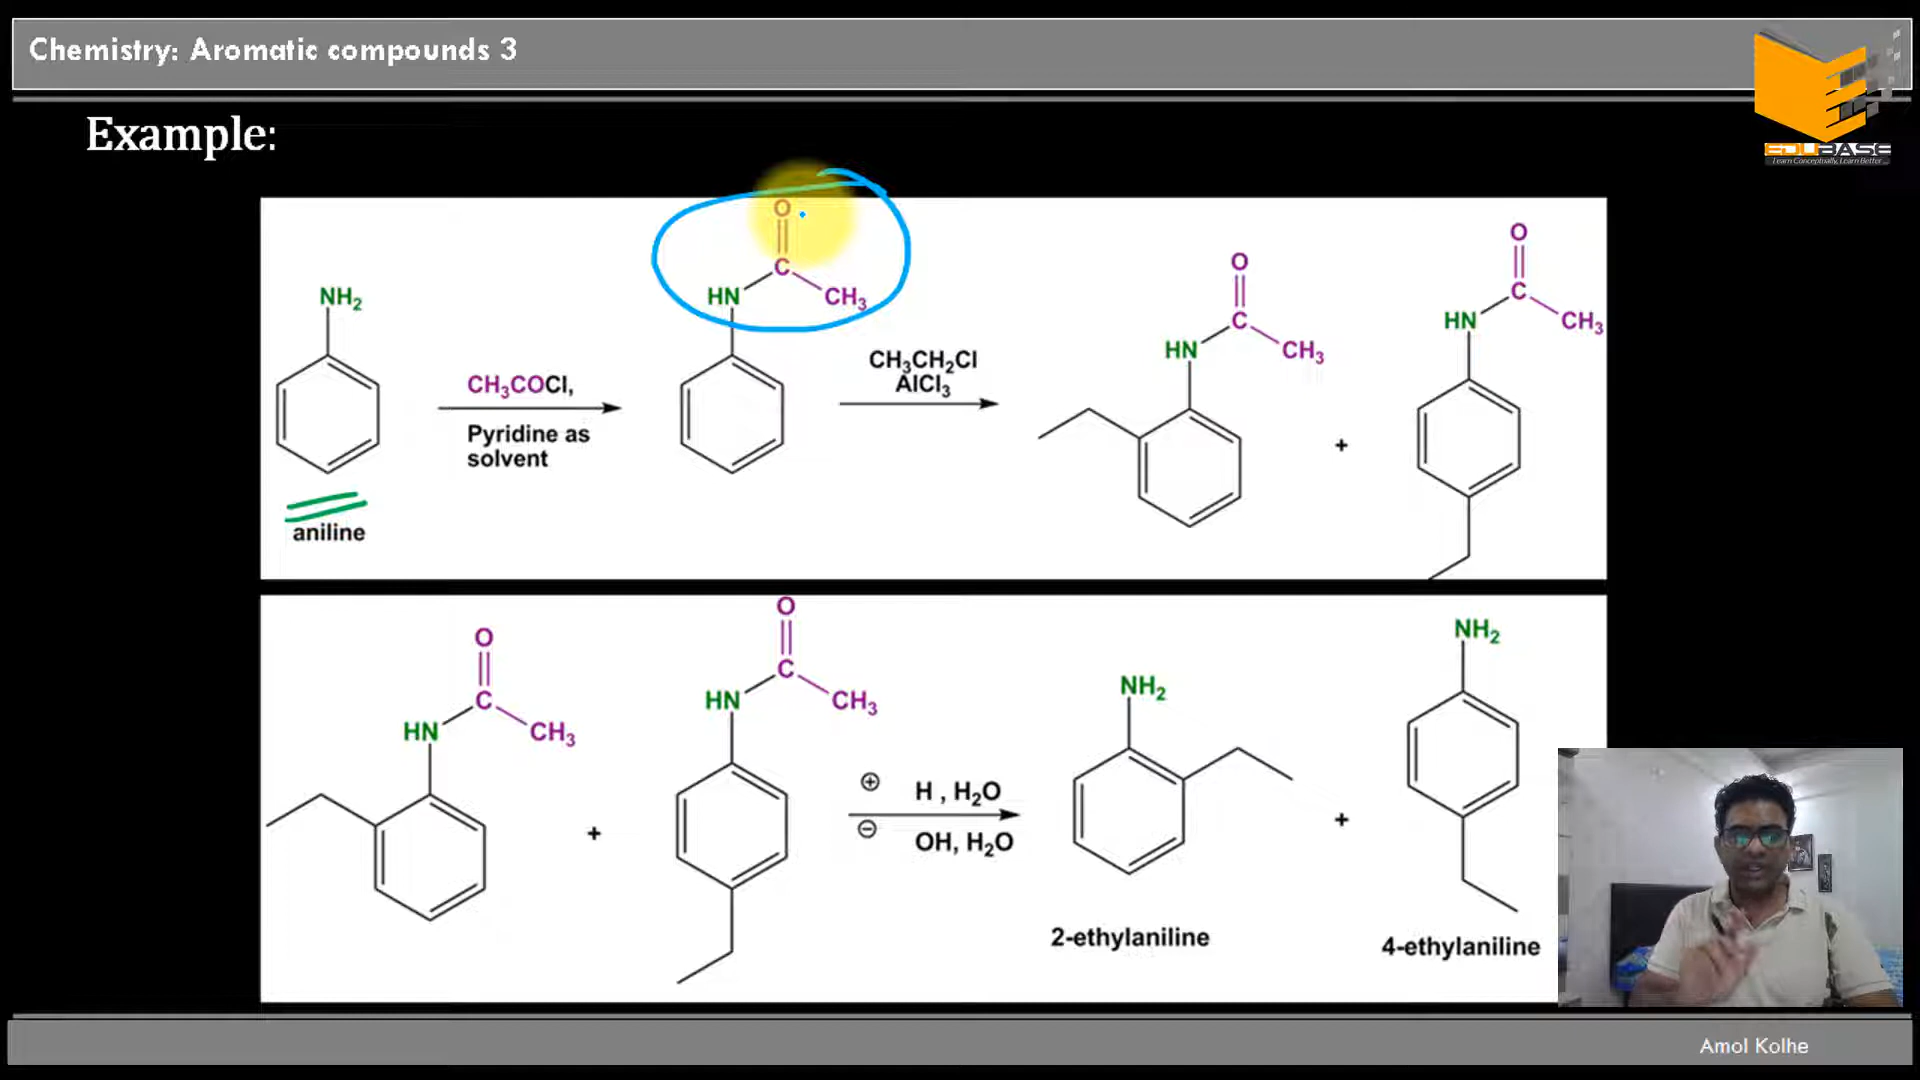 Chemistry: Aromatic compounds 3
EDUBASE
Learn Conceptually, Learn Better ...
Example:
O
O
O
NH₂
C
HN
CH₃
C
HN
CH₃
C
HN
CH₃
CH₃COCl,
Pyridine as
solvent
CH₃CH₂Cl
AlCl₃
+
aniline
O
O
NH₂
C
HN
CH₃
C
HN
CH₃
NH₂
+
⊕ H , H₂O
⊖ OH, H₂O
+
2-ethylaniline
4-ethylaniline
Amol Kolhe